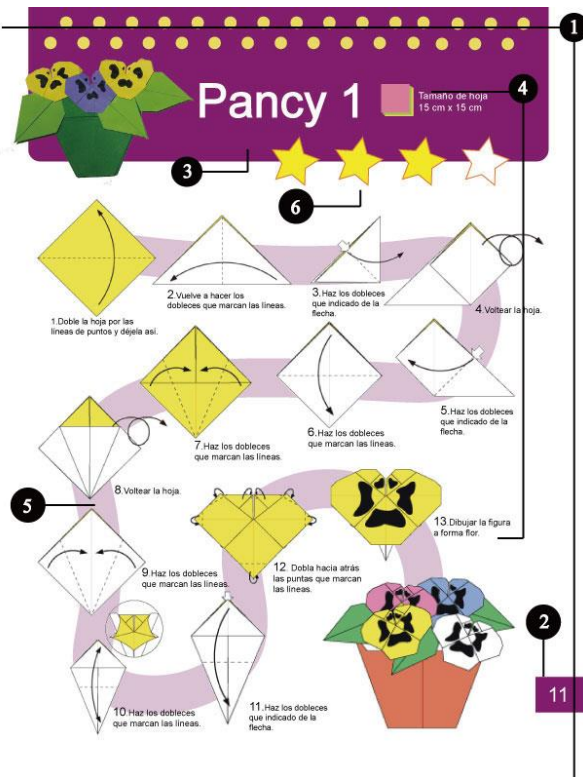 1
Pancy 1
Tamaño de hoja
15 cm x 15 cm
4
3
6
1.Doble la hoja por las
lineas de puntos y déjela así.
2.Vuelve a hacer los
dobleces que marcan las líneas.
3.Haz los dobleces
que indicado de la
flecha.
4.Voltear la hoja.
5.Haz los dobleces
que indicado de la
flecha.
6.Haz los dobleces
que marcan las líneas.
7.Haz los dobleces
que marcan las líneas.
8.Voltear la hoja.
5
9.Haz los dobleces
que marcan las líneas.
10.Haz los dobleces
que marcan las líneas.
11.Haz los dobleces
que indicado de la
flecha.
12. Dobla hacia atrás
las puntas que marcan
las líneas.
13.Dibujar la figura
a forma flor.
2
11